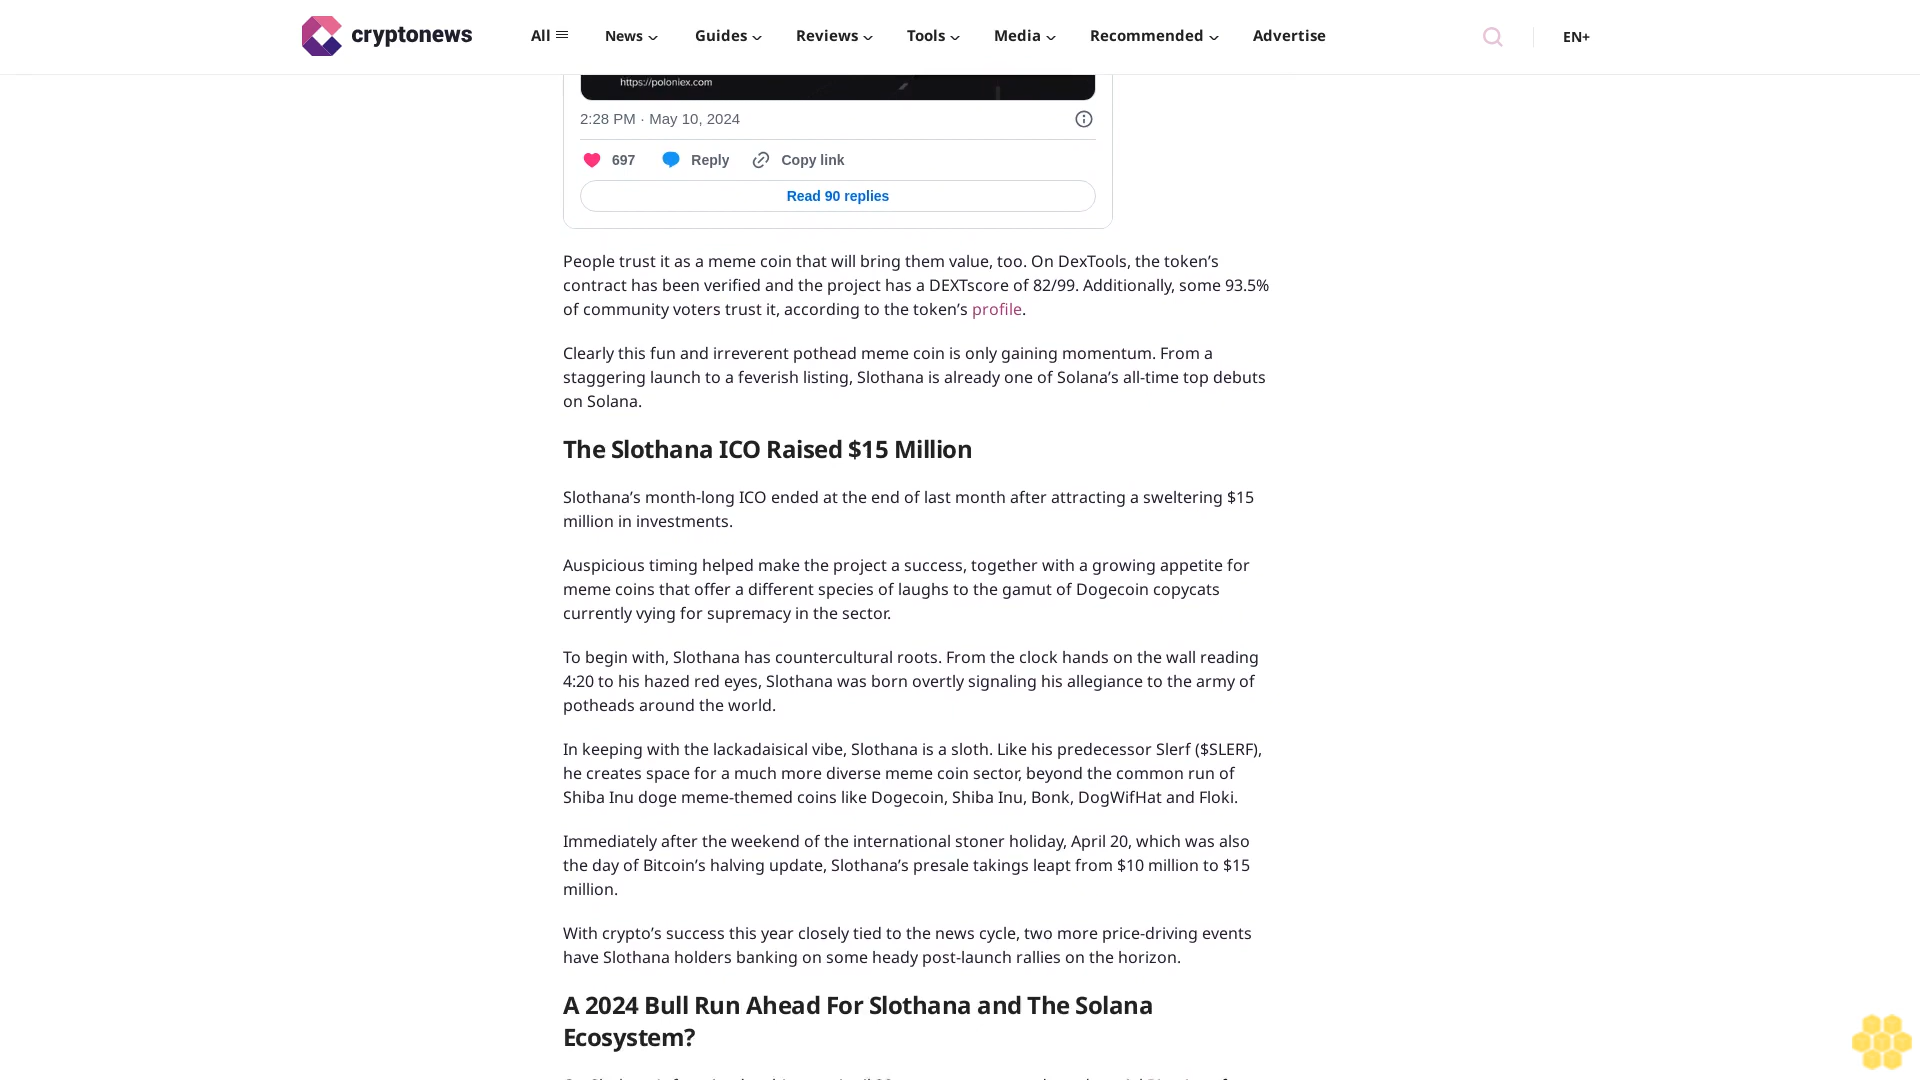 cryptonews
All
News
Guides
Reviews
Tools
Media
Recommended
Advertise
EN+
https://poloniex.com
2:28 PM · May 10, 2024
697
Reply
Copy link
Read 90 replies
People trust it as a meme coin that will bring them value, too. On DexTools, the token’s
contract has been verified and the project has a DEXTscore of 82/99. Additionally, some 93.5%
of community voters trust it, according to the token’s profile.
Clearly this fun and irreverent pothead meme coin is only gaining momentum. From a
staggering launch to a feverish listing, Slothana is already one of Solana’s all-time top debuts
on Solana.
The Slothana ICO Raised $15 Million
Slothana’s month-long ICO ended at the end of last month after attracting a sweltering $15
million in investments.
Auspicious timing helped make the project a success, together with a growing appetite for
meme coins that offer a different species of laughs to the gamut of Dogecoin copycats
currently vying for supremacy in the sector.
To begin with, Slothana has countercultural roots. From the clock hands on the wall reading
4:20 to his hazed red eyes, Slothana was born overtly signaling his allegiance to the army of
potheads around the world.
In keeping with the lackadaisical vibe, Slothana is a sloth. Like his predecessor Slerf ($SLERF),
he creates space for a much more diverse meme coin sector, beyond the common run of
Shiba Inu doge meme-themed coins like Dogecoin, Shiba Inu, Bonk, DogWifHat and Floki.
Immediately after the weekend of the international stoner holiday, April 20, which was also
the day of Bitcoin’s halving update, Slothana’s presale takings leapt from $10 million to $15
million.
With crypto’s success this year closely tied to the news cycle, two more price-driving events
have Slothana holders banking on some heady post-launch rallies on the horizon.
A 2024 Bull Run Ahead For Slothana and The Solana
Ecosystem?